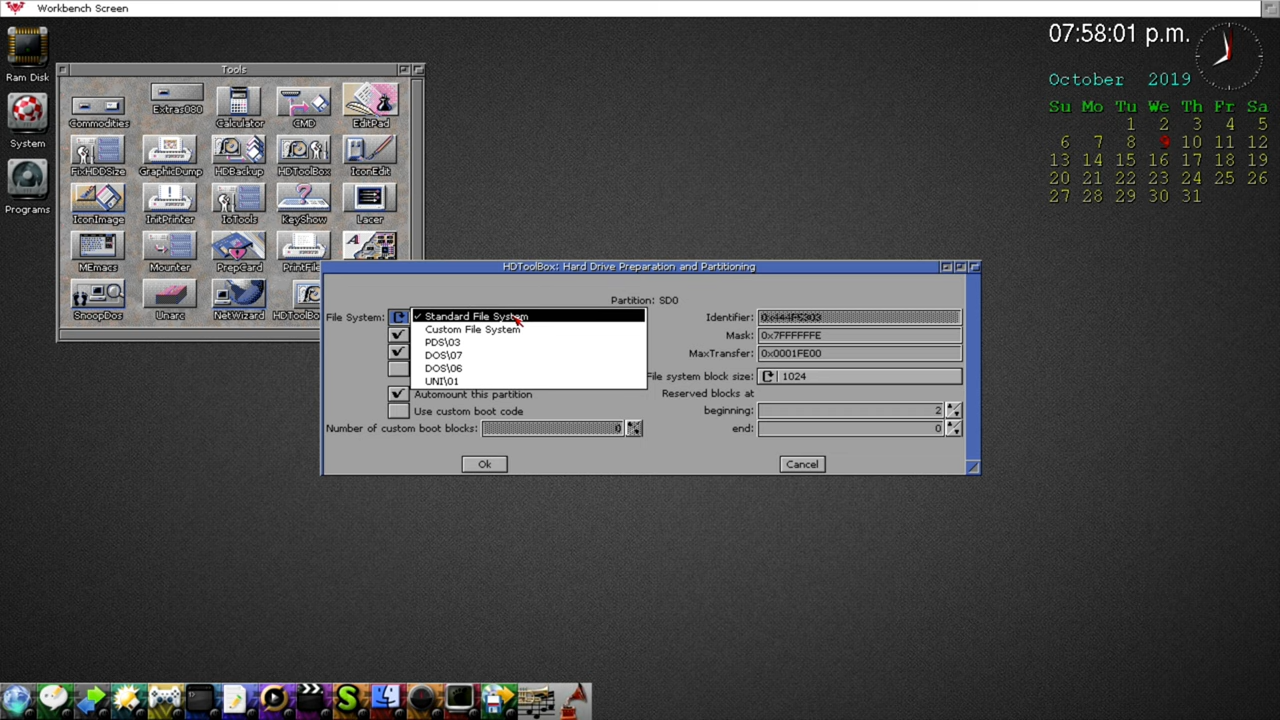 Workbench Screen
07:58:01 p.m.
October 2019
Su Mo Tu We Th Fr Sa
1 2 3 4 5
6 7 8 9 10 11 12
13 14 15 16 17 18 19
20 21 22 23 24 25 26
27 28 29 30 31
Ram Disk
System
Programs
Tools
Commodities Extras080 Calculator CMD EditPad
FixHDDSize GraphicDump HDBackup HDToolBox IconEdit
IconImage InitPrinter IoTools KeyShow Lacer
MEmacs Mounter PrepCard PrintFile
SnoopDos Unarc NetWizard HDToolBo
HDToolBox: Hard Drive Preparation and Partitioning
Partition: SD0
File System:
Standard File System
Custom File System
PDS\03
DOS\07
DOS\06
UNI\01
Automount this partition
Use custom boot code
Number of custom boot blocks: 0
Identifier: 0x444F5303
Mask: 0x7FFFFFFE
MaxTransfer: 0x0001FE00
File system block size: 1024
Reserved blocks at
beginning: 2
end: 0
Ok
Cancel